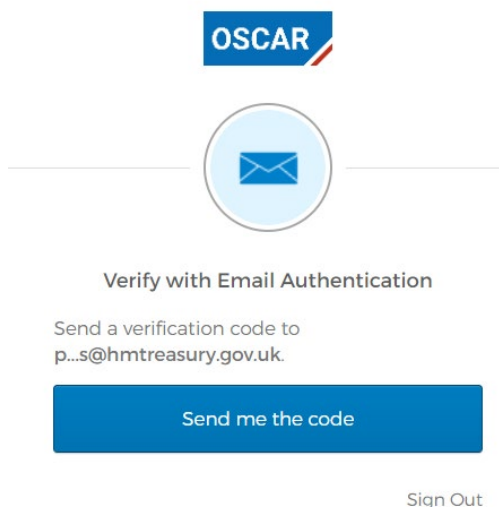 OSCAR
Verify with Email Authentication
Send a verification code to
p...s@hmtreasury.gov.uk.
Send me the code
Sign Out